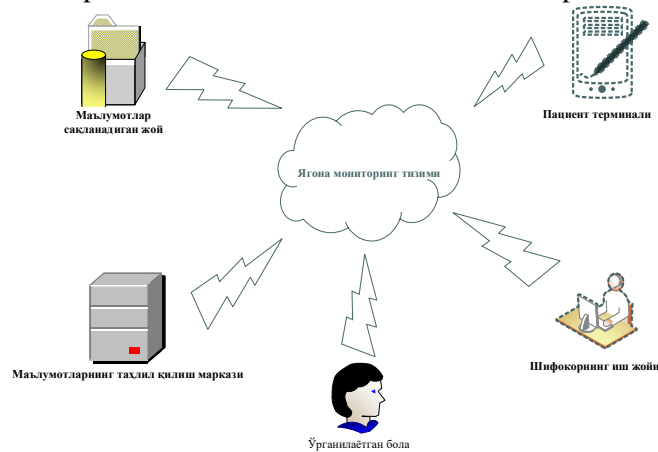 Маълумотлар
сақланадиган жой
Пациент терминали
Ягона мониторинг тизими
Маълумотларнинг таҳлил қилиш маркази
Шифокорнинг иш жойи
Ўрганилаётган бола